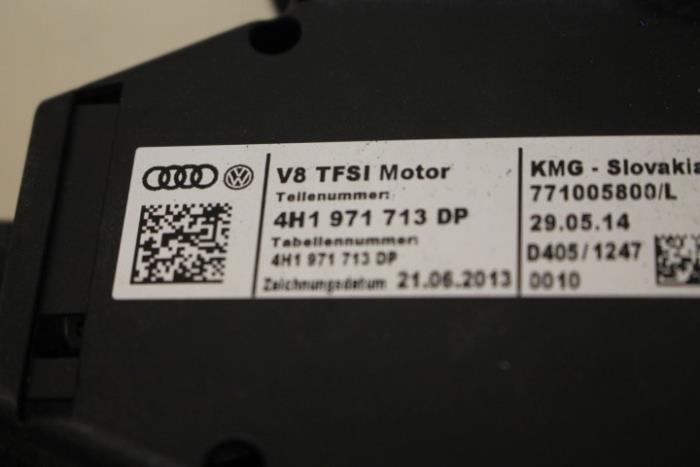 V8 TFSI Motor
Teilenummer:
4H1 971 713 DP
Tabellennummer:
4H1 971 713 DP
Zeichnungsdatum 21.06.2013
KMG - Slovakia
771005800/L
29.05.14
D405/1247
0010